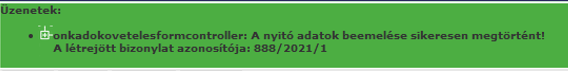 Üzenetek:
onkadokovetelesformcontroller: A nyitó adatok beemelése sikeresen megtörtént!
A létrejött bizonylat azonosítója: 888/2021/1